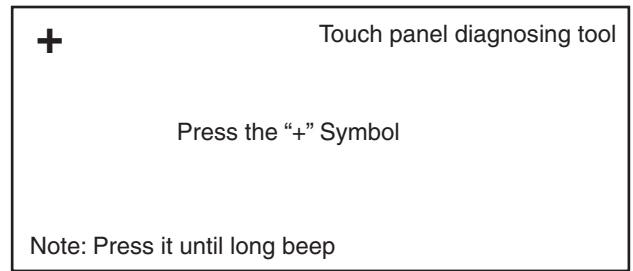 +
Touch panel diagnosing tool
Press the “+” Symbol
Note: Press it until long beep